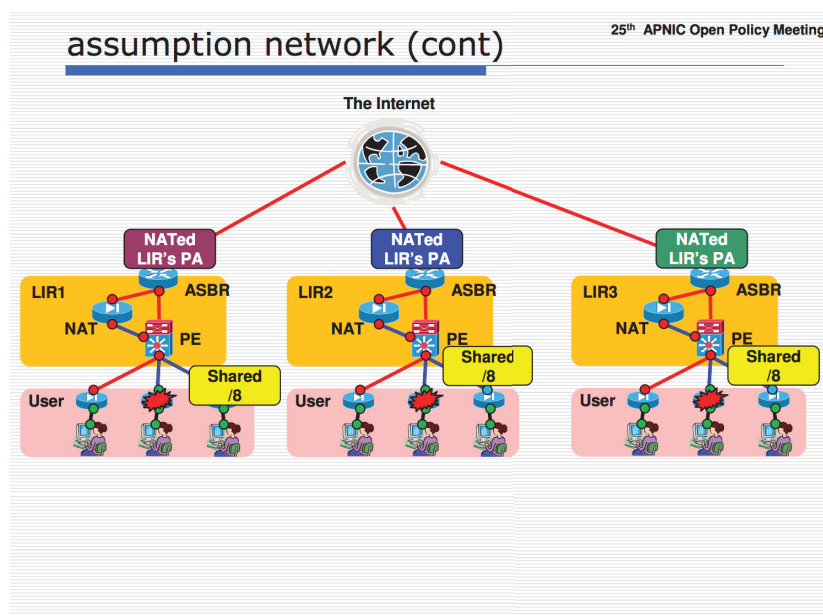 25th APNIC Open Policy Meeting
assumption network (cont)
The Internet
NATed
LIR's PA
NATed
LIR's PA
NATed
LIR's PA
LIR1
ASBR
NAT
PE
LIR2
ASBR
NAT
PE
LIR3
ASBR
NAT
PE
Shared
/8
Shared
/8
Shared
/8
User
User
User